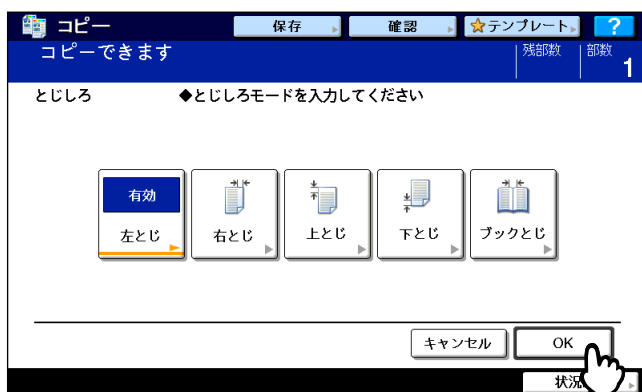 コピー 保存 確認 テンプレート ?
コピーできます 残部数 部数 1
とじしろ ◆とじしろモードを入力してください
有効
左とじ 右とじ 上とじ 下とじ ブックとじ
キャンセル OK
状況